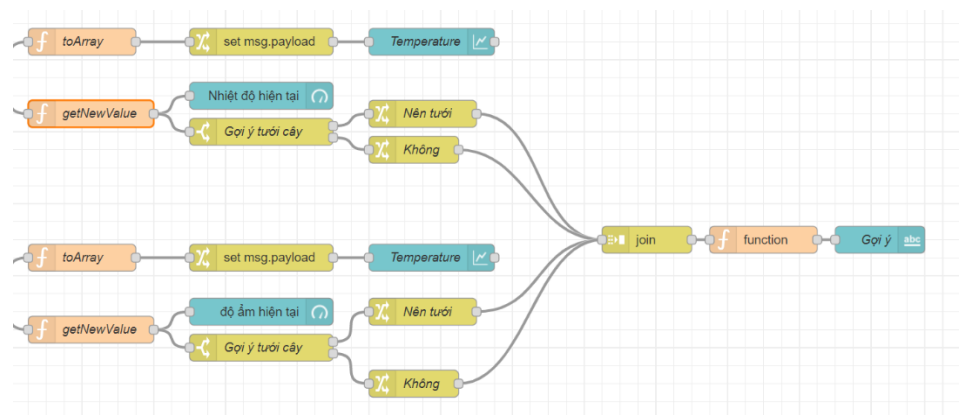 toArray
set msg.payload
Temperature
Nhiệt độ hiện tại
getNewValue
Gợi ý tưới cây
Nên tưới
Không
join
function
Gợi ý
abc
toArray
set msg.payload
Temperature
độ ẩm hiện tại
getNewValue
Gợi ý tưới cây
Nên tưới
Không